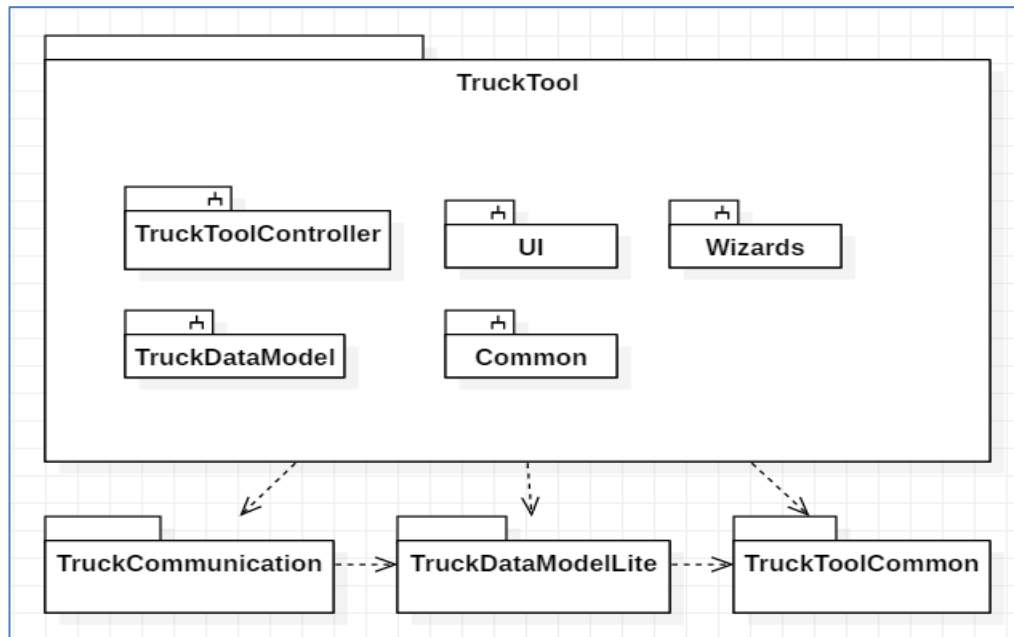 TruckTool
TruckToolController
UI
Wizards
TruckDataModel
Common
TruckCommunication
TruckDataModelLite
TruckToolCommon